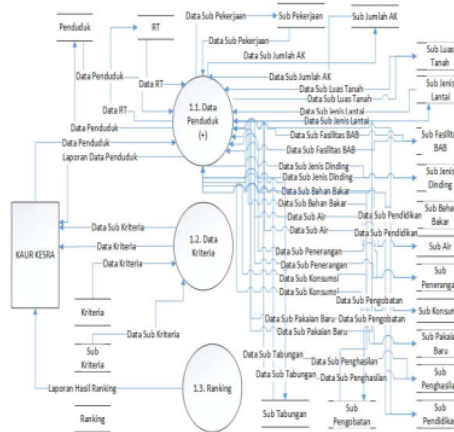 Penduduk
RT
Data Sub Pekerjaan
Sub Pekerjaan
Sub Jumlah AK
Data Sub Pekerjaan
Data Sub Jumlah AK
Data Penduduk
Data RT
Data Sub Jumlah AK
Data Sub Luas Tanah
Data Sub Luas Tanah
Sub Luas
Tanah
Data RT
1.1. Data
Penduduk
(+)
Data Sub Jenis Lantai
Data Sub Jenis Lantai
Sub Jenis
Lantai
Data Penduduk
Data Sub Fasilitas BAB
Data Sub Fasilitas BAB
Sub Fasilitas
BAB
Data Penduduk
Laporan Data Penduduk
Data Sub Jenis Dinding
Data Sub Jenis Dinding
Sub Jenis
Dinding
Data Sub Bahan Bakar
Data Sub Bahan Bakar
Sub Bahan
Bakar
Data Sub Pendidikan
Data Sub Pendidikan
Data Sub Air
Data Sub Air
Sub Air
KAUR KESRA
Data Sub Kriteria
Data Kriteria
Data Kriteria
1.2. Data
Kriteria
Data Sub Penerangan
Data Sub Penerangan
Sub
Penerangan
Data Sub Konsumsi
Data Sub Konsumsi
Sub Konsumsi
Kriteria
Data Sub Kriteria
Data Sub Pengobatan
Data Sub Pakaian Baru
Data Sub Pengobatan
Data Sub Pakaian Baru
Sub Pakaian
Baru
Sub
Kriteria
Data Sub Tabungan
Data Sub Tabungan
Data Sub Penghasilan
Data Sub Penghasilan
Sub
Penghasilan
Laporan Hasil Ranking
1.3. Ranking
Ranking
Sub Tabungan
Sub
Pengobatan
Sub
Pendidikan